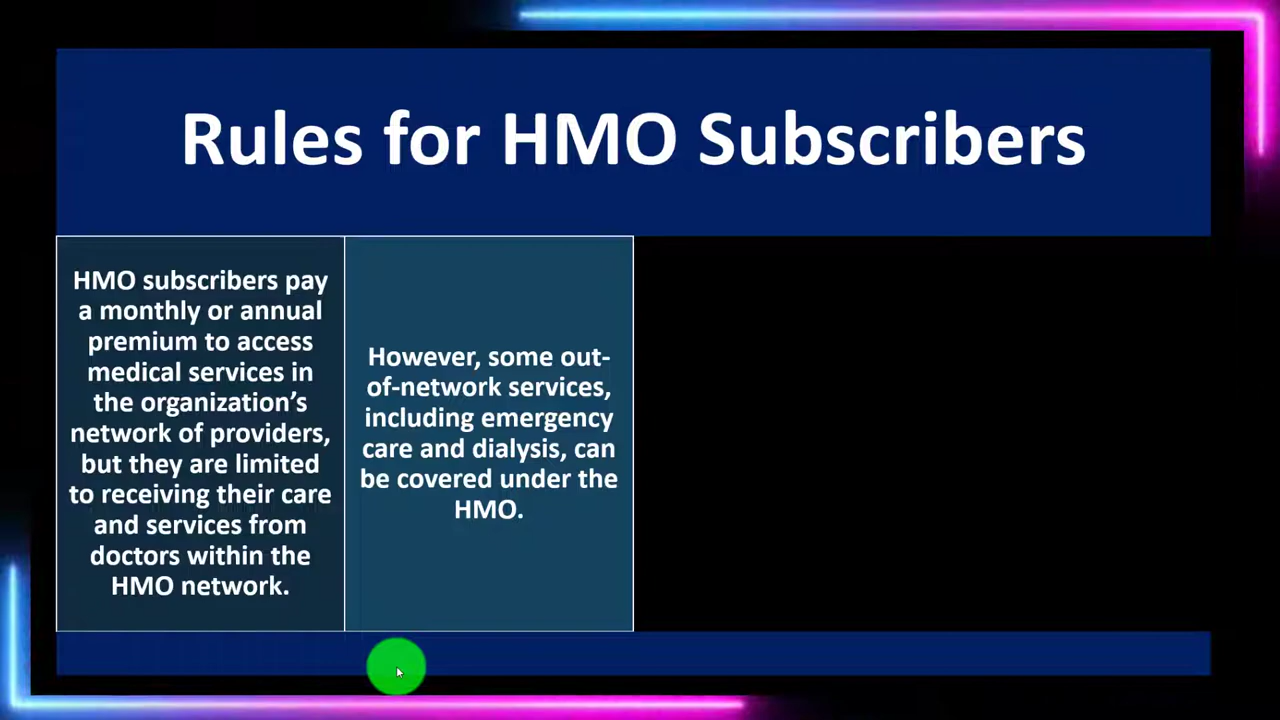 Rules for HMO Subscribers
HMO subscribers pay
a monthly or annual
premium to access
medical services in
the organization’s
network of providers,
but they are limited
to receiving their care
and services from
doctors within the
HMO network.
However, some out-
of-network services,
including emergency
care and dialysis, can
be covered under the
HMO.